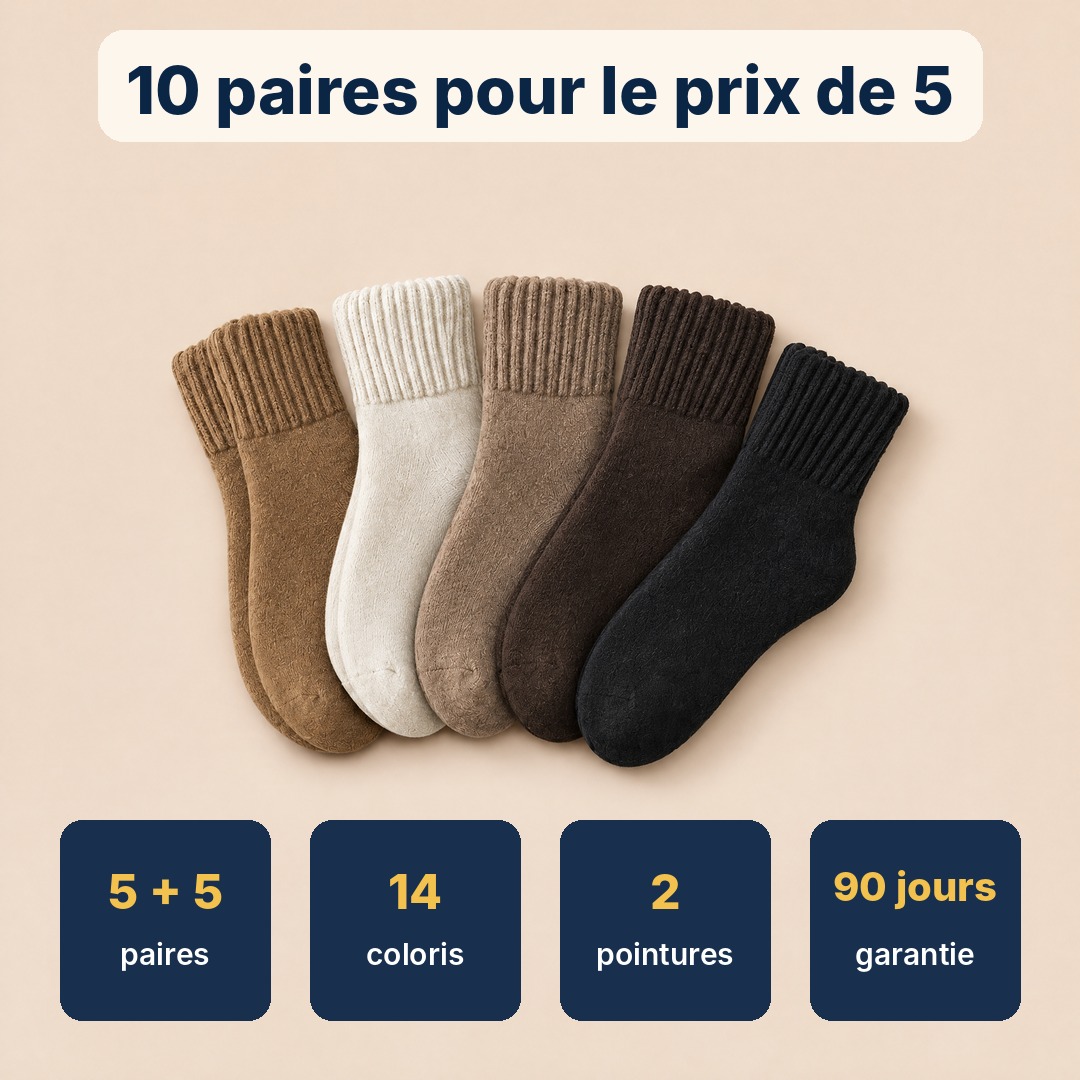 10 paires pour le prix de 5
5 + 5
paires
14
coloris
2
pointures
90 jours
garantie